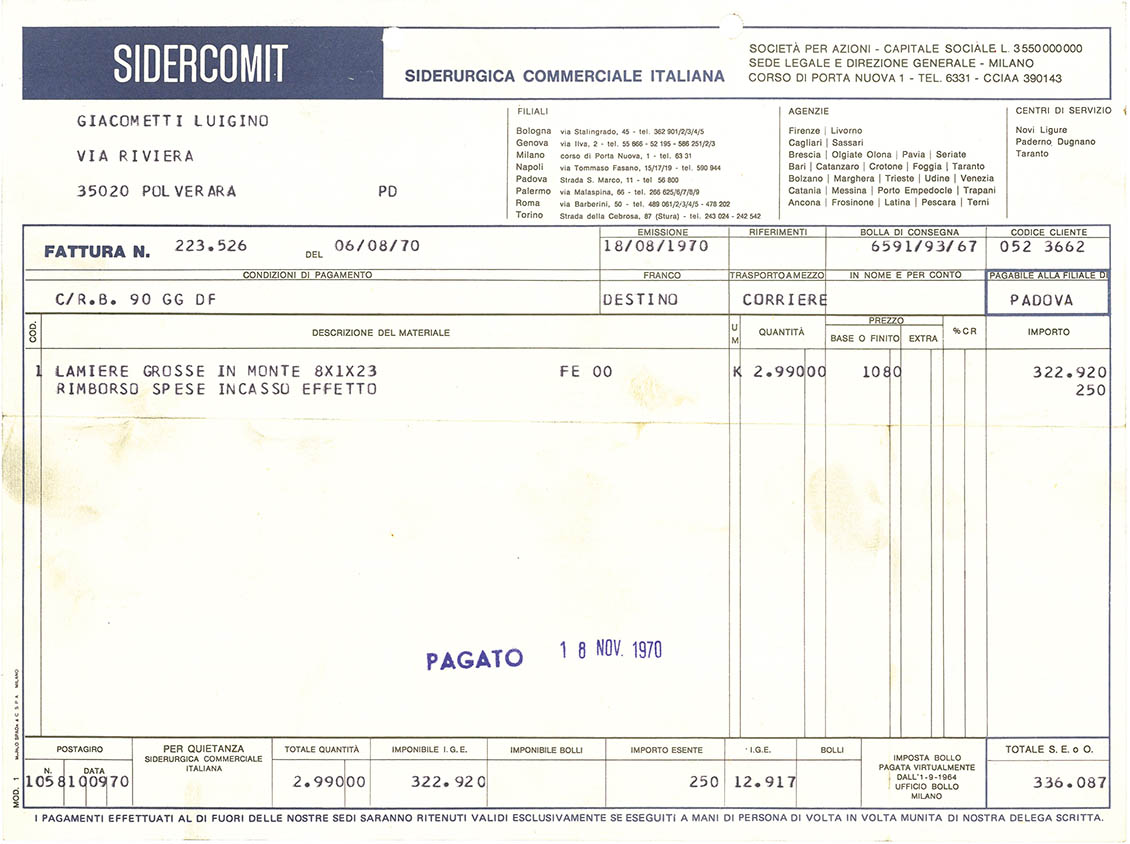 SIDERCOMIT
SIDERURGICA COMMERCIALE ITALIANA
SOCIETÀ PER AZIONI - CAPITALE SOCIALE L. 3550000000
SEDE LEGALE E DIREZIONE GENERALE - MILANO
CORSO DI PORTA NUOVA 1 - TEL. 6331 - CCIAA 390143
GIACOMETTI LUIGINO
VIA RIVIERA
35020 POLVERARA PD
FILIALI
Bologna via Stalingrado, 45 - tel. 362 901/2/3/4/5
Genova via Ilva, 2 - tel. 55 866 - 52 195 - 586 251/2/3
Milano corso di Porta Nuova, 1 - tel. 63 31
Napoli via Tommaso Fasano, 15/17/19 - tel. 590 944
Padova Strada S. Marco, 11 - tel 56 800
Palermo via Malaspina, 66 - tel. 266 625/6/7/8/9
Roma via Barberini, 50 - tel. 489 061/2/3/4/5 - 478 202
Torino Strada della Cebrosa, 87 (Stura) - tel. 243 024 - 242 542
AGENZIE
Firenze | Livorno
Cagliari | Sassari
Brescia | Olgiate Olona | Pavia | Seriate
Bari | Catanzaro | Crotone | Foggia | Taranto
Bolzano | Marghera | Trieste | Udine | Venezia
Catania | Messina | Porto Empedocle | Trapani
Ancona | Frosinone | Latina | Pescara | Terni
CENTRI DI SERVIZIO
Novi Ligure
Paderno Dugnano
Taranto
FATTURA N. 223.526 DEL 06/08/70
EMISSIONE RIFERIMENTI BOLLA DI CONSEGNA CODICE CLIENTE
18/08/1970 6591/93/67 052 3662
CONDIZIONI DI PAGAMENTO FRANCO TRASPORTO A MEZZO IN NOME E PER CONTO PAGABILE ALLA FILIALE DI
C/R.B. 90 GG DF DESTINO CORRIERE PADOVA
COD. DESCRIZIONE DEL MATERIALE UM QUANTITÀ PREZZO %CR IMPORTO
BASE O FINITO EXTRA
1 LAMIERE GROSSE IN MONTE 8X1X23 FE 00 K 2.99000 1080 322.920
RIMBORSO SPESE INCASSO EFFETTO 250
PAGATO 18 NOV. 1970
POSTAGIRO PER QUIETANZA TOTALE QUANTITÀ IMPONIBILE I.G.E. IMPONIBILE BOLLI IMPORTO ESENTE I.G.E. BOLLI TOTALE S.E. o O.
SIDERURGICA COMMERCIALE
ITALIANA
IMPOSTA BOLLO
PAGATA VIRTUALMENTE
DALL'1-9-1964
UFFICIO BOLLO
MILANO
N. DATA
1058100970 2.99000 322.920 250 12.917 336.087
MOD. 1
I PAGAMENTI EFFETTUATI AL DI FUORI DELLE NOSTRE SEDI SARANNO RITENUTI VALIDI ESCLUSIVAMENTE SE ESEGUITI A MANI DI PERSONA DI VOLTA IN VOLTA MUNITA DI NOSTRA DELEGA SCRITTA.